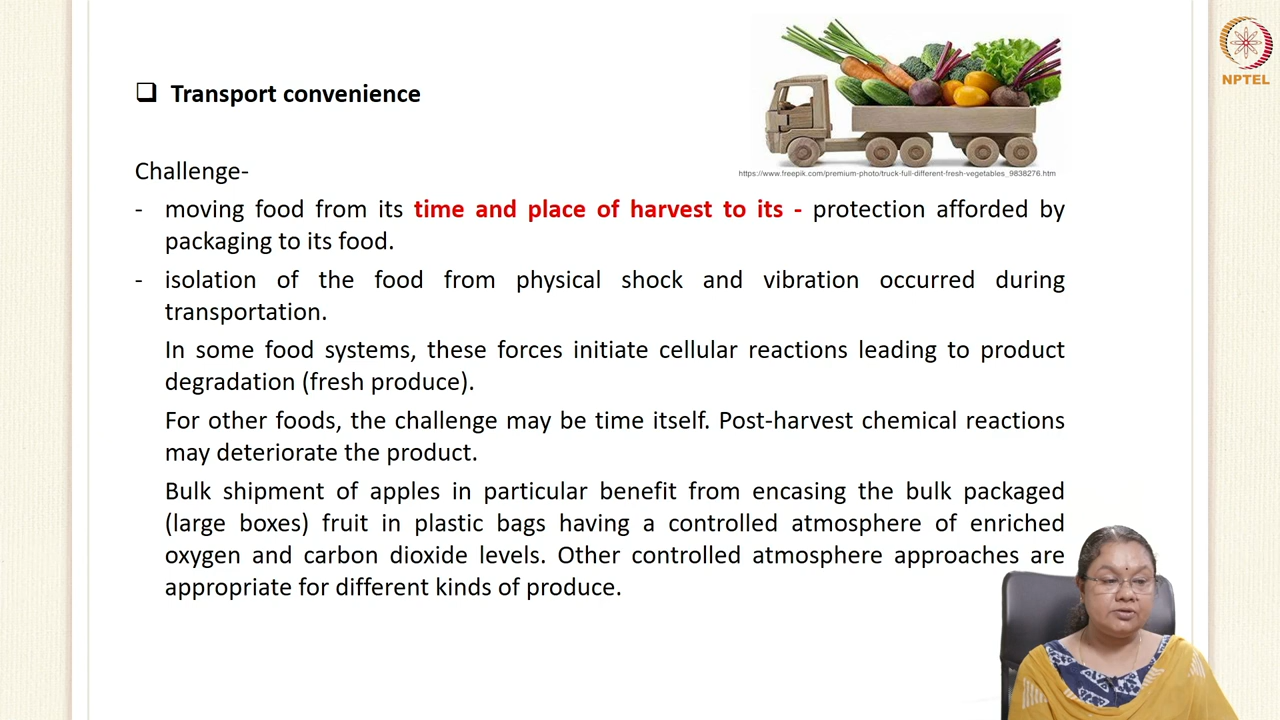 NPTEL
Transport convenience
https://www.freepik.com/premium-photo/truck-full-different-fresh-vegetables_9838276.htm
Challenge-
- moving food from its time and place of harvest to its - protection afforded by
packaging to its food.
- isolation of the food from physical shock and vibration occurred during
transportation.
In some food systems, these forces initiate cellular reactions leading to product
degradation (fresh produce).
For other foods, the challenge may be time itself. Post-harvest chemical reactions
may deteriorate the product.
Bulk shipment of apples in particular benefit from encasing the bulk packaged
(large boxes) fruit in plastic bags having a controlled atmosphere of enriched
oxygen and carbon dioxide levels. Other controlled atmosphere approaches are
appropriate for different kinds of produce.